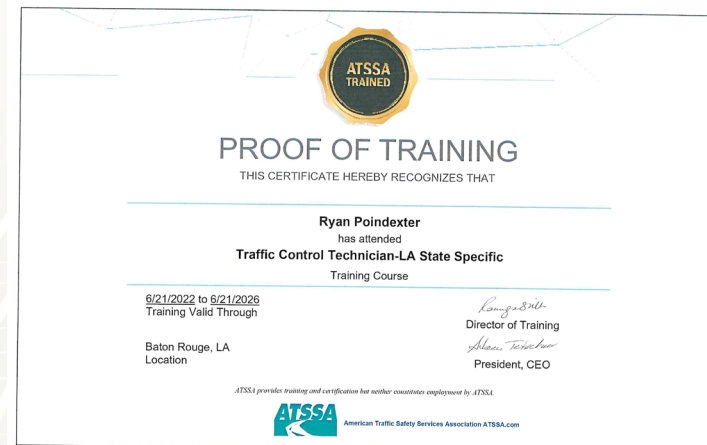 ATSSA
TRAINED
PROOF OF TRAINING
THIS CERTIFICATE HEREBY RECOGNIZES THAT
Ryan Poindexter
has attended
Traffic Control Technician-LA State Specific
Training Course
6/21/2022 to 6/21/2026
Training Valid Through
Director of Training
Baton Rouge, LA
Location
President, CEO
ATSSA provides training and certification but neither constitutes employment by ATSSA.
ATSSA
American Traffic Safety Services Association ATSSA.com